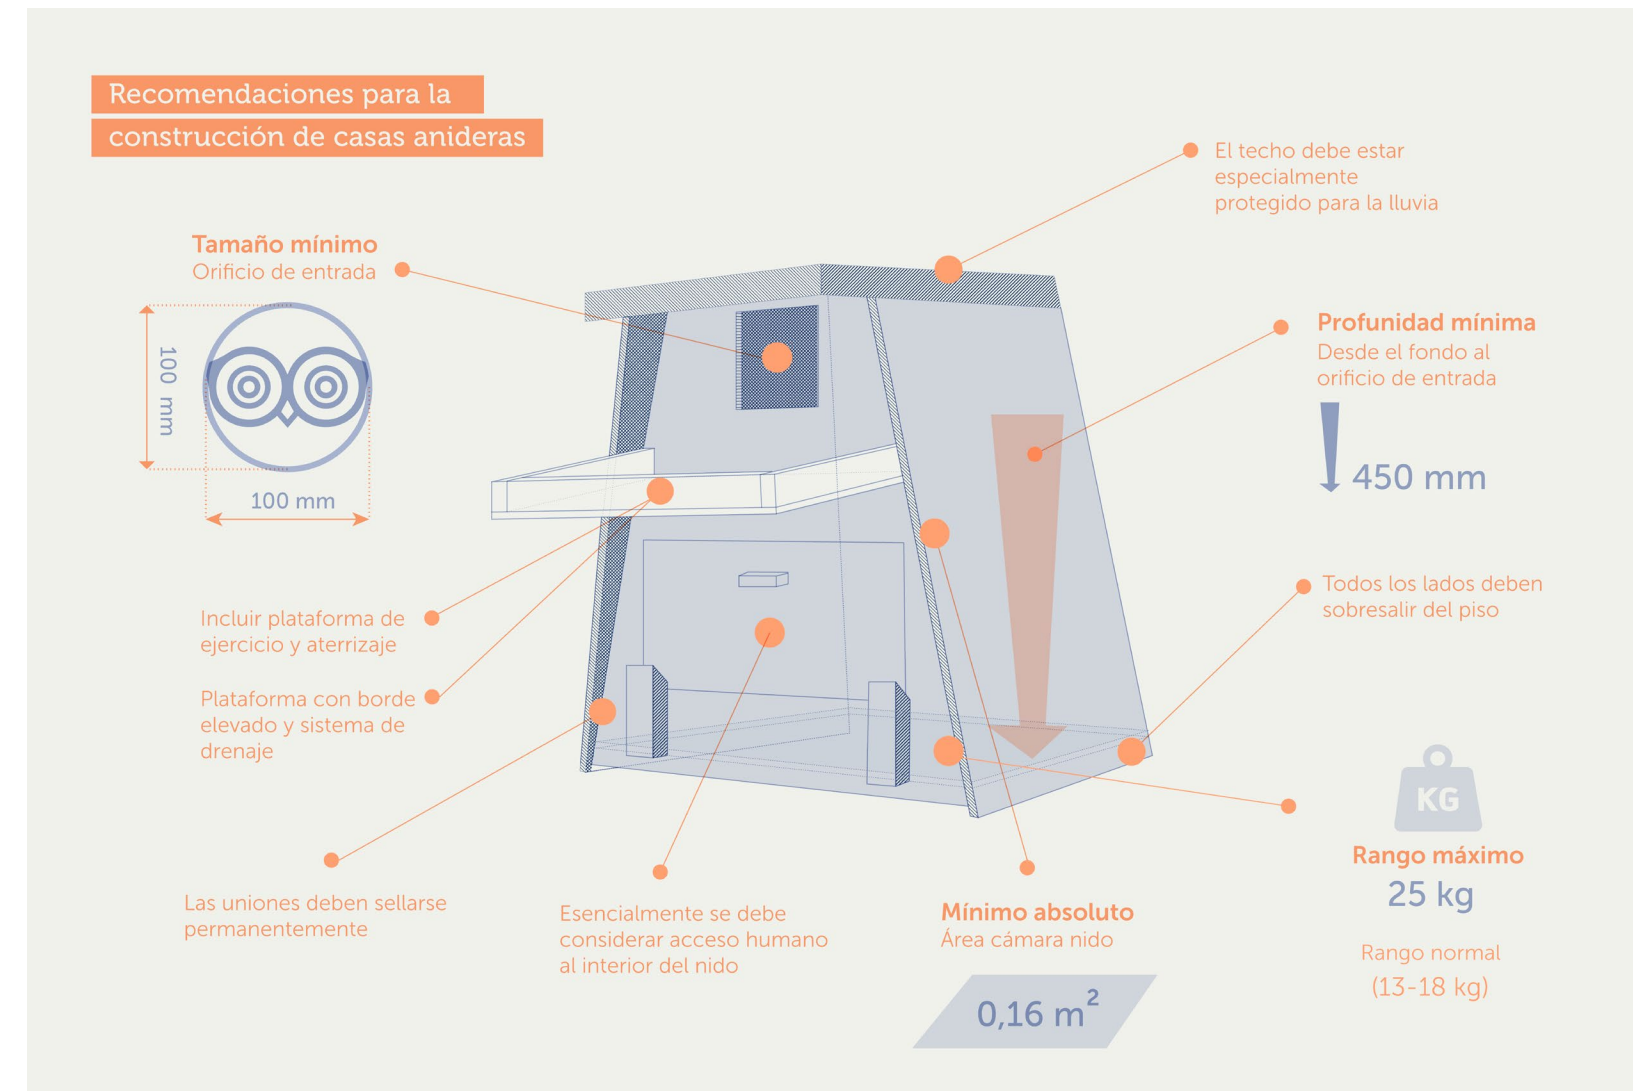 Recomendaciones para la
construcción de casas anideras
El techo debe estar
especialmente
protegido para la lluvia
Tamaño mínimo
Orificio de entrada
100 mm
100 mm
Profunidad mínima
Desde el fondo al
orificio de entrada
450 mm
Incluir plataforma de
ejercicio y aterrizaje
Todos los lados deben
sobresalir del piso
Plataforma con borde
elevado y sistema de
drenaje
KG
Rango máximo
25 kg
Rango normal
(13-18 kg)
Las uniones deben sellarse
permanentemente
Esencialmente se debe
considerar acceso humano
al interior del nido
Mínimo absoluto
Área cámara nido
0,16 m²